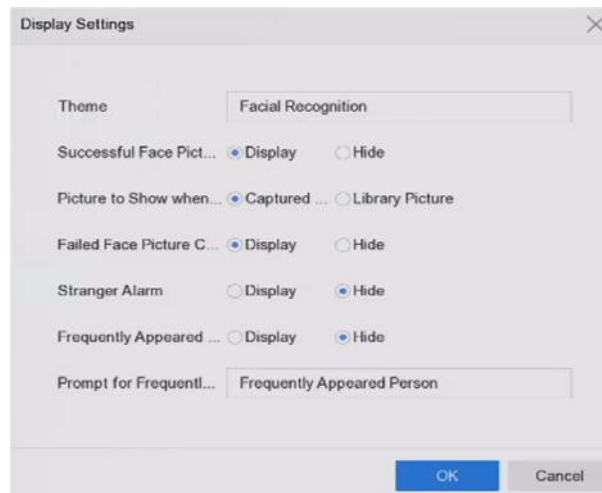 Display Settings
Theme Facial Recognition
Successful Face Pict... Display Hide
Picture to Show when... Captured ... Library Picture
Failed Face Picture C... Display Hide
Stranger Alarm Display Hide
Frequently Appeared ... Display Hide
Prompt for Frequentl... Frequently Appeared Person
OK Cancel